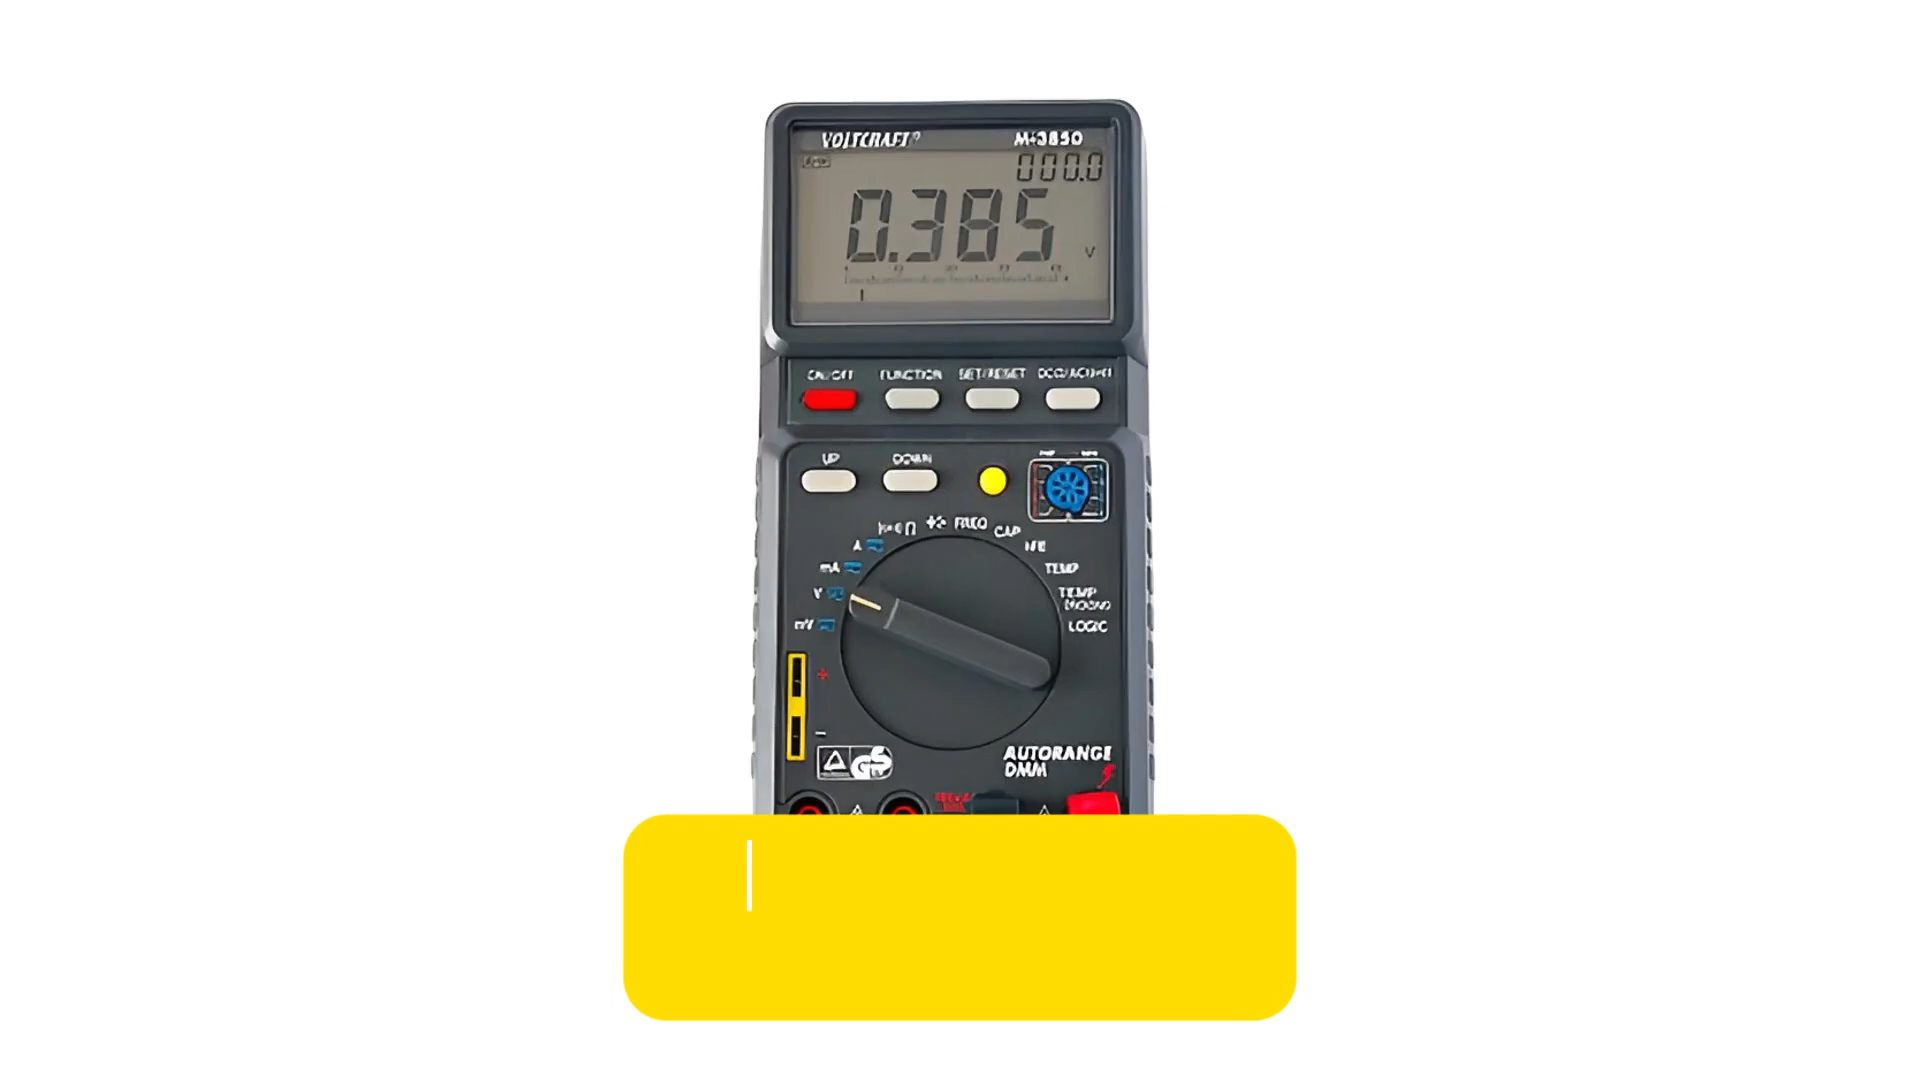 VOLTCRAFT®
M-3850
000.0
0.385
V
ON/OFF
FUNCTION
SET/RESET
UP
DOWN
A
Ω
FREQ
CAP
hFE
mA
TEMP
V
TEMP
mV
LOGIC
+
-
AUTORANGE
DMM